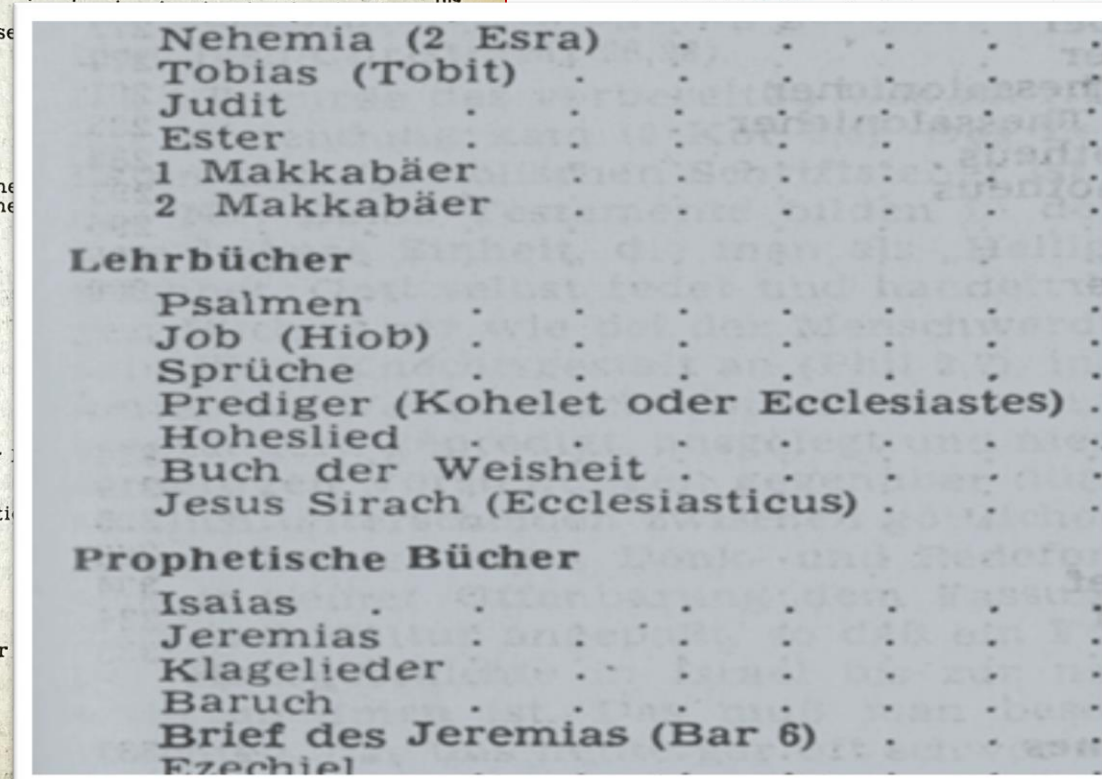 Nehemia (2 Esra)
Tobias (Tobit)
Judit
Ester
1 Makkabäer
2 Makkabäer
Lehrbücher
Psalmen
Job (Hiob)
Sprüche
Prediger (Kohelet oder Ecclesiastes)
Hoheslied
Buch der Weisheit
Jesus Sirach (Ecclesiasticus)
Prophetische Bücher
Isaias
Jeremias
Klagelieder
Baruch
Brief des Jeremias (Bar 6)
Ezechiel